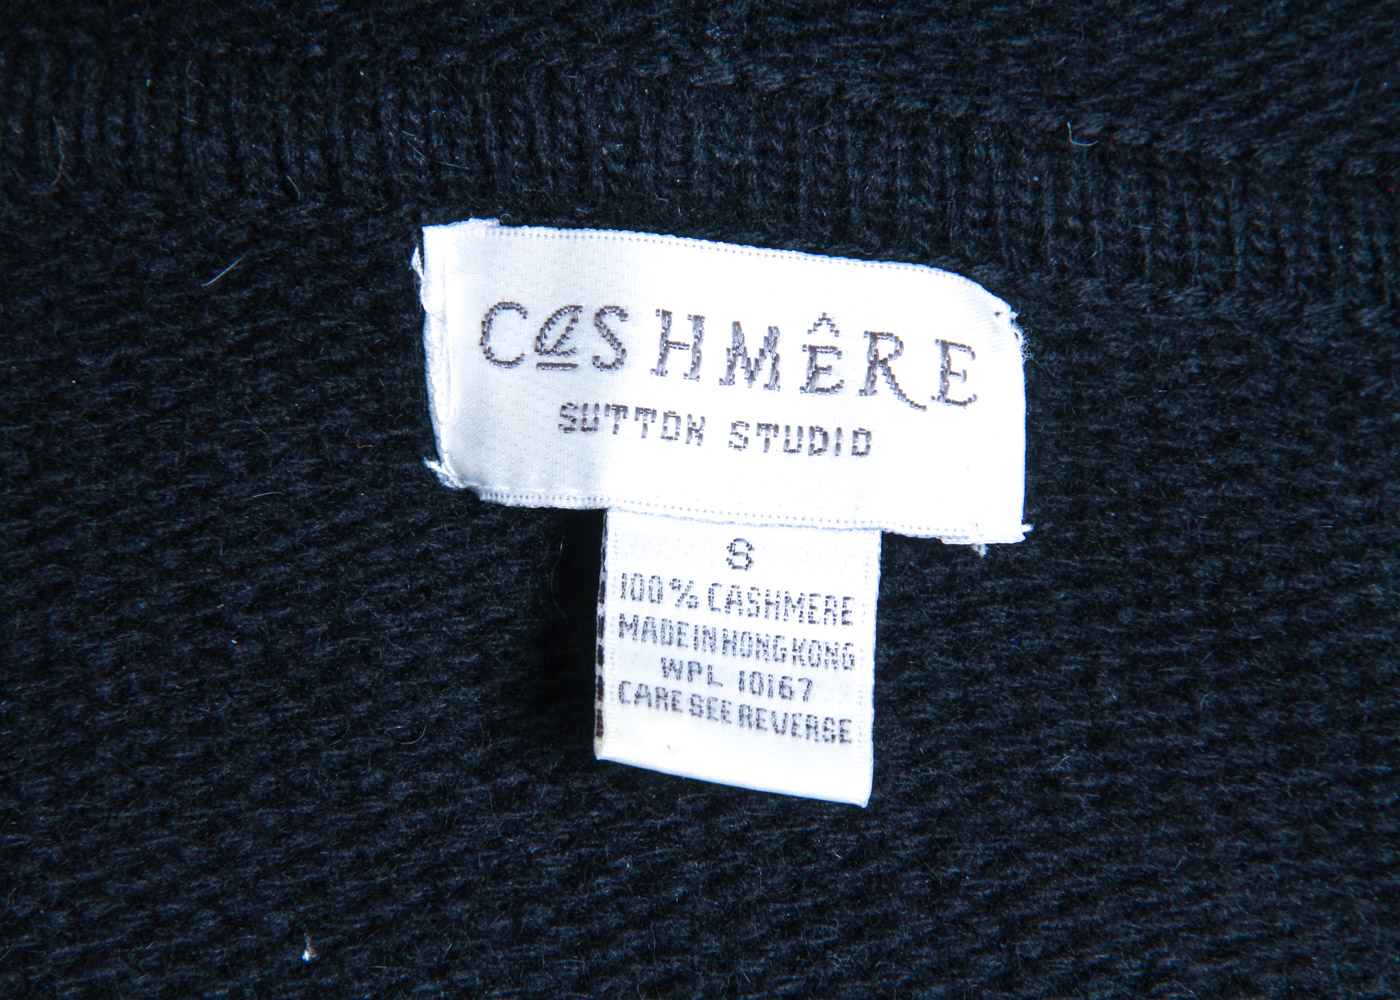 CaSHMÊRE
SUTTON STUDIO
S
100% CASHMERE
MADE IN HONG KONG
WPL 10167
CARE SEE REVERSE